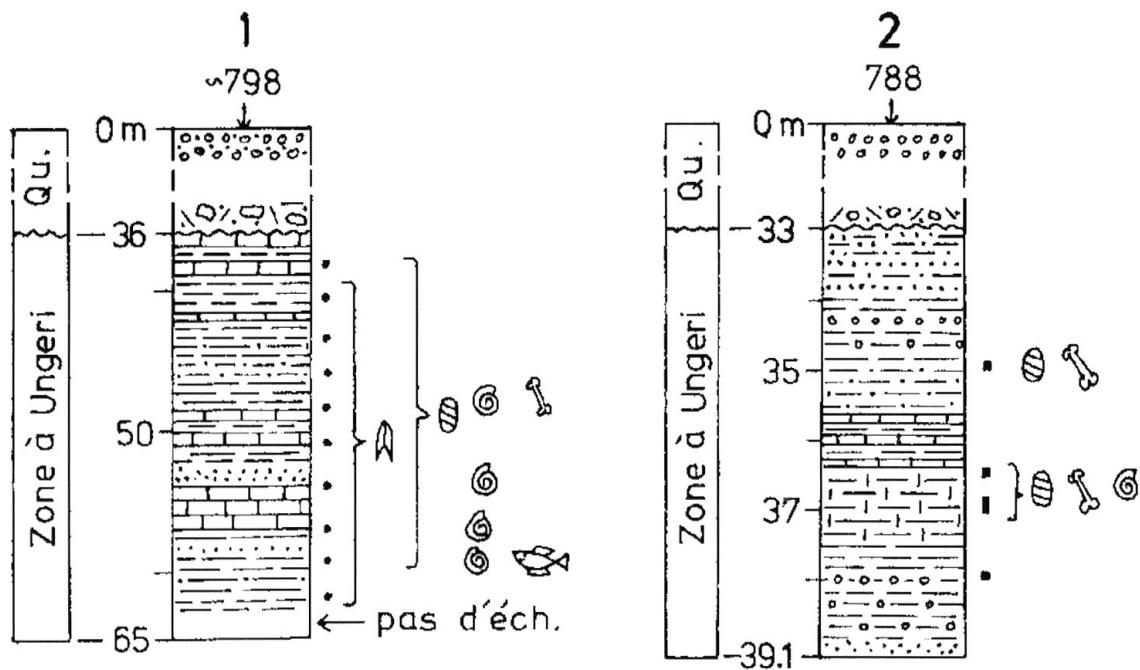 1
~798
0 m
Qu.
36
Zone à Ungeri
50
pas d'éch.
65
2
788
0 m
Qu.
33
Zone à Ungeri
35
37
39.1